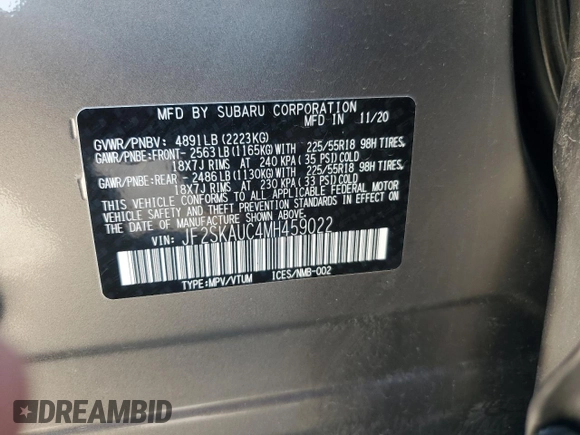 MFD BY SUBARU CORPORATION
MFD IN 11/20
GVWR/PNBV: 4891LB(2223KG)
GAWR/PNBE:FRONT- 2563LB(1165KG)WITH 225/55R18 98H TIRES,
18X7J RIMS AT 240 KPA(35 PSI)COLD
GAWR/PNBE:REAR -2486LB(1130KG)WITH 225/55R18 98H TIRES,
18X7J RIMS AT 230 KPA(33 PSI)COLD
THIS VEHICLE CONFORMS TO ALL APPLICABLE FEDERAL MOTOR
VEHICLE SAFETY AND THEFT PREVENTION STANDARDS IN EFFECT ON
THE DATE OF MANUFACTURE SHOWN ABOVE.
VIN: JF2SKAUC4MH459022
TYPE:MPV/VTUM ICES/NMB-002
DREAMBID